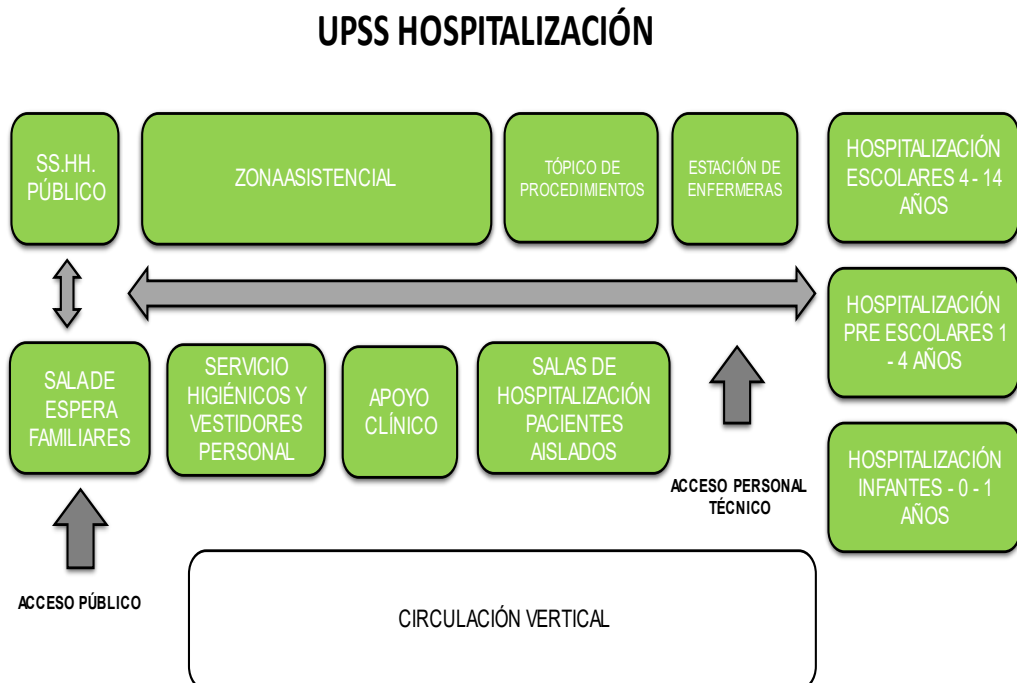 UPSS HOSPITALIZACIÓN
SS.HH.
PÚBLICO
ZONAASISTENCIAL
TÓPICO DE
PROCEDIMIENTOS
ESTACIÓN DE
ENFERMERAS
HOSPITALIZACIÓN
ESCOLARES 4 - 14
AÑOS
HOSPITALIZACIÓN
PRE ESCOLARES 1
- 4 AÑOS
SALA DE
ESPERA
FAMILIARES
SERVICIO
HIGIÉNICOS Y
VESTIDORES
PERSONAL
APOYO
CLÍNICO
SALAS DE
HOSPITALIZACIÓN
PACIENTES
AISLADOS
HOSPITALIZACIÓN
INFANTES - 0 - 1
AÑOS
ACCESO PERSONAL
TÉCNICO
ACCESO PÚBLICO
CIRCULACIÓN VERTICAL